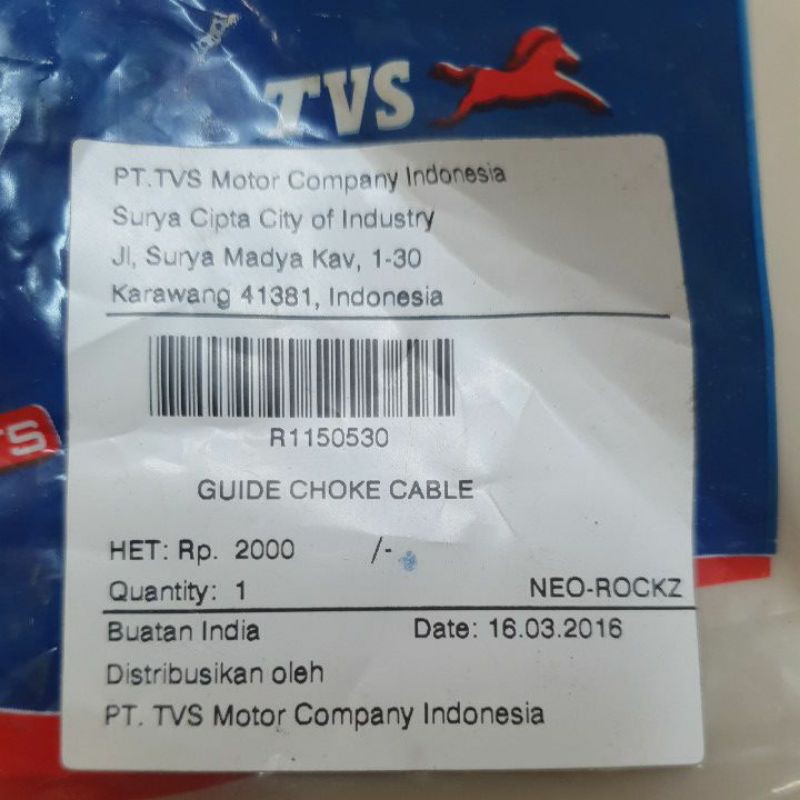 TVS
PT.TVS Motor Company Indonesia
Surya Cipta City of Industry
Jl, Surya Madya Kav, 1-30
Karawang 41381, Indonesia
R1150530
GUIDE CHOKE CABLE
HET: Rp. 2000 /-
Quantity: 1 NEO-ROCKZ
Buatan India Date: 16.03.2016
Distribusikan oleh
PT. TVS Motor Company Indonesia